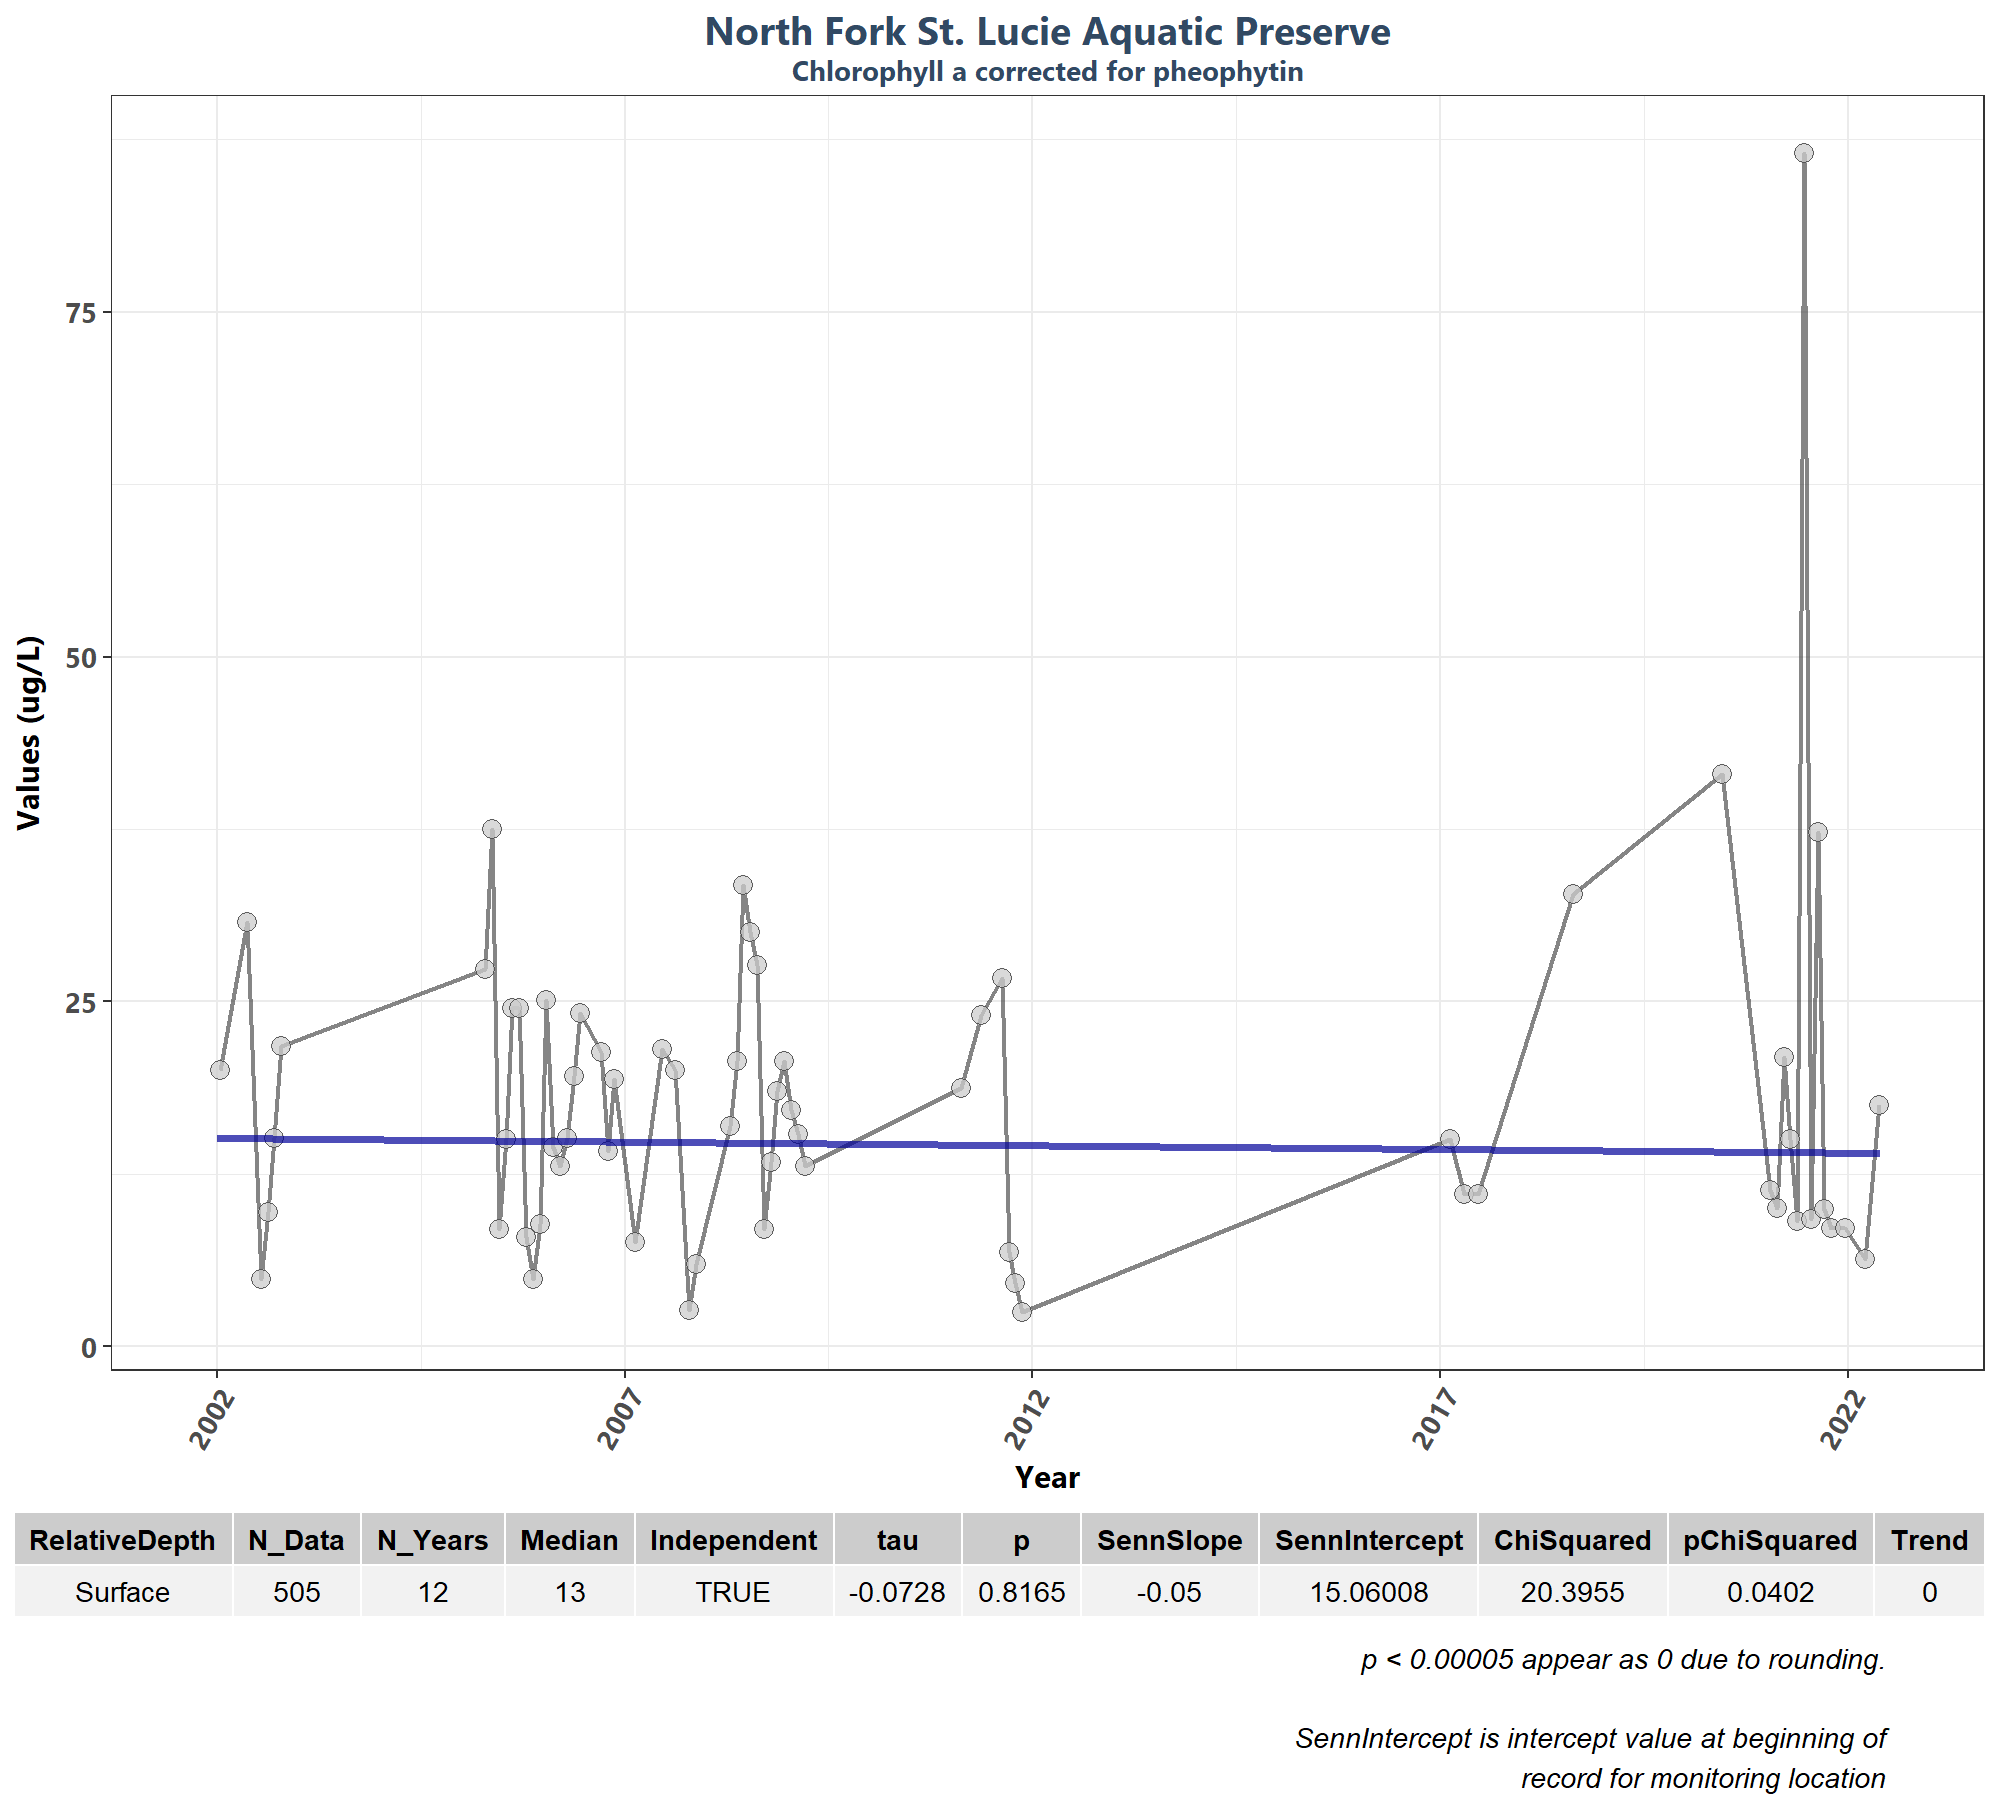 North Fork St. Lucie Aquatic Preserve
Chlorophyll a corrected for pheophytin
Values (ug/L)
75
50
25
0
2002
2007
2012
2017
2022
Year
RelativeDepth N_Data N_Years Median Independent tau p SennSlope SennIntercept ChiSquared pChiSquared Trend
Surface 505 12 13 TRUE -0.0728 0.8165 -0.05 15.06008 20.3955 0.0402 0
p < 0.00005 appear as 0 due to rounding.
SennIntercept is intercept value at beginning of
record for monitoring location